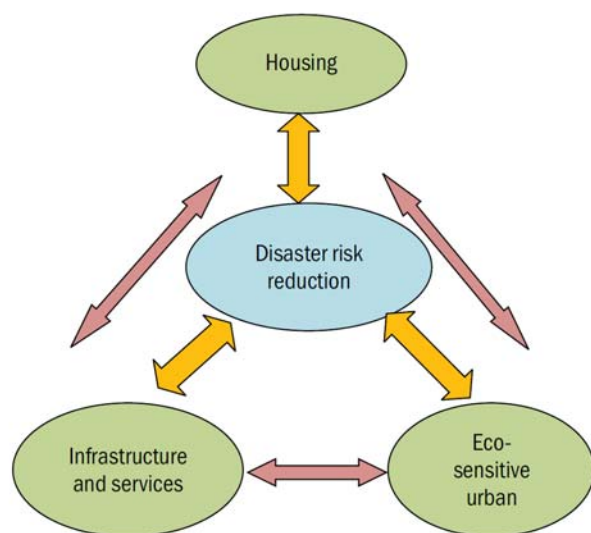 Housing
Disaster risk
reduction
Infrastructure
and services
Eco-
sensitive
urban